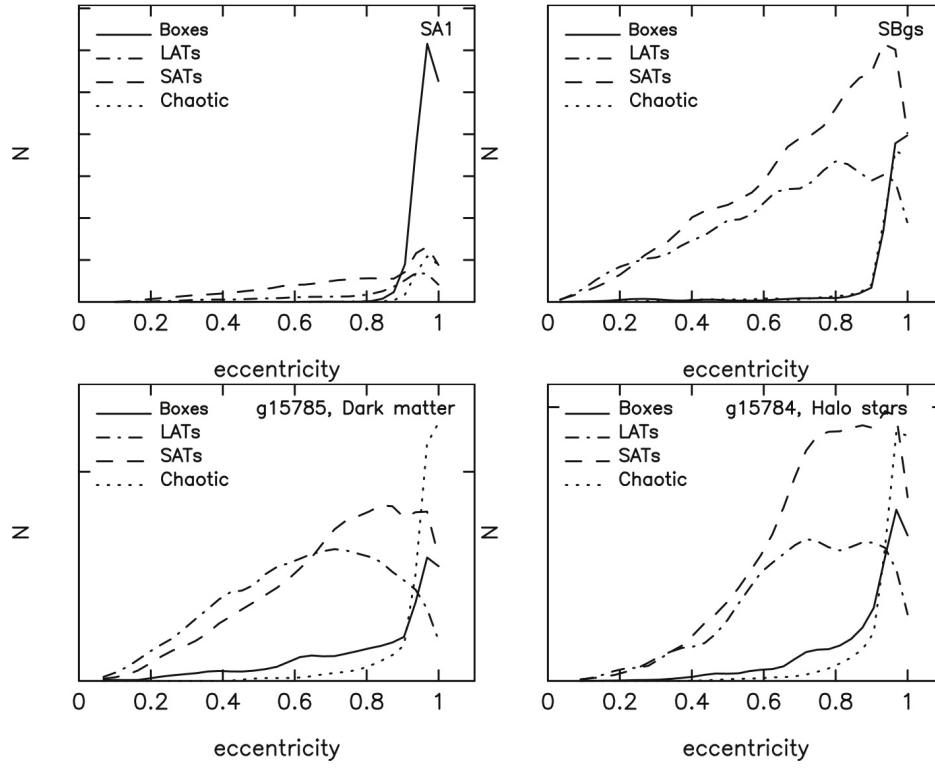 Boxes
LATs
SATs
Chaotic
SA1
N
0 0.2 0.4 0.6 0.8 1
eccentricity
Boxes
LATs
SATs
Chaotic
SBgs
N
0 0.2 0.4 0.6 0.8 1
eccentricity
Boxes
LATs
SATs
Chaotic
g15785, Dark matter
N
0 0.2 0.4 0.6 0.8 1
eccentricity
Boxes
LATs
SATs
Chaotic
g15784, Halo stars
N
0 0.2 0.4 0.6 0.8 1
eccentricity